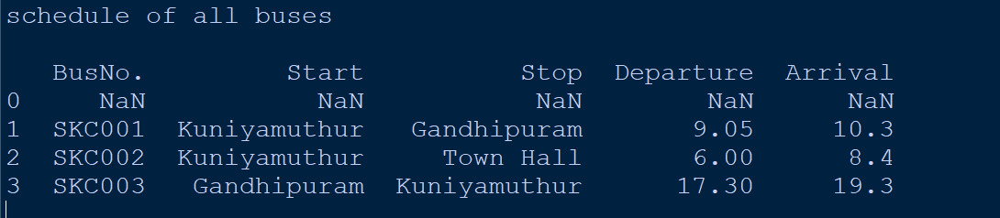 schedule of all buses
BusNo. Start Stop Departure Arrival
0 NaN NaN NaN NaN NaN
1 SKC001 Kuniyamuthur Gandhipuram 9.05 10.3
2 SKC002 Kuniyamuthur Town Hall 6.00 8.4
3 SKC003 Gandhipuram Kuniyamuthur 17.30 19.3